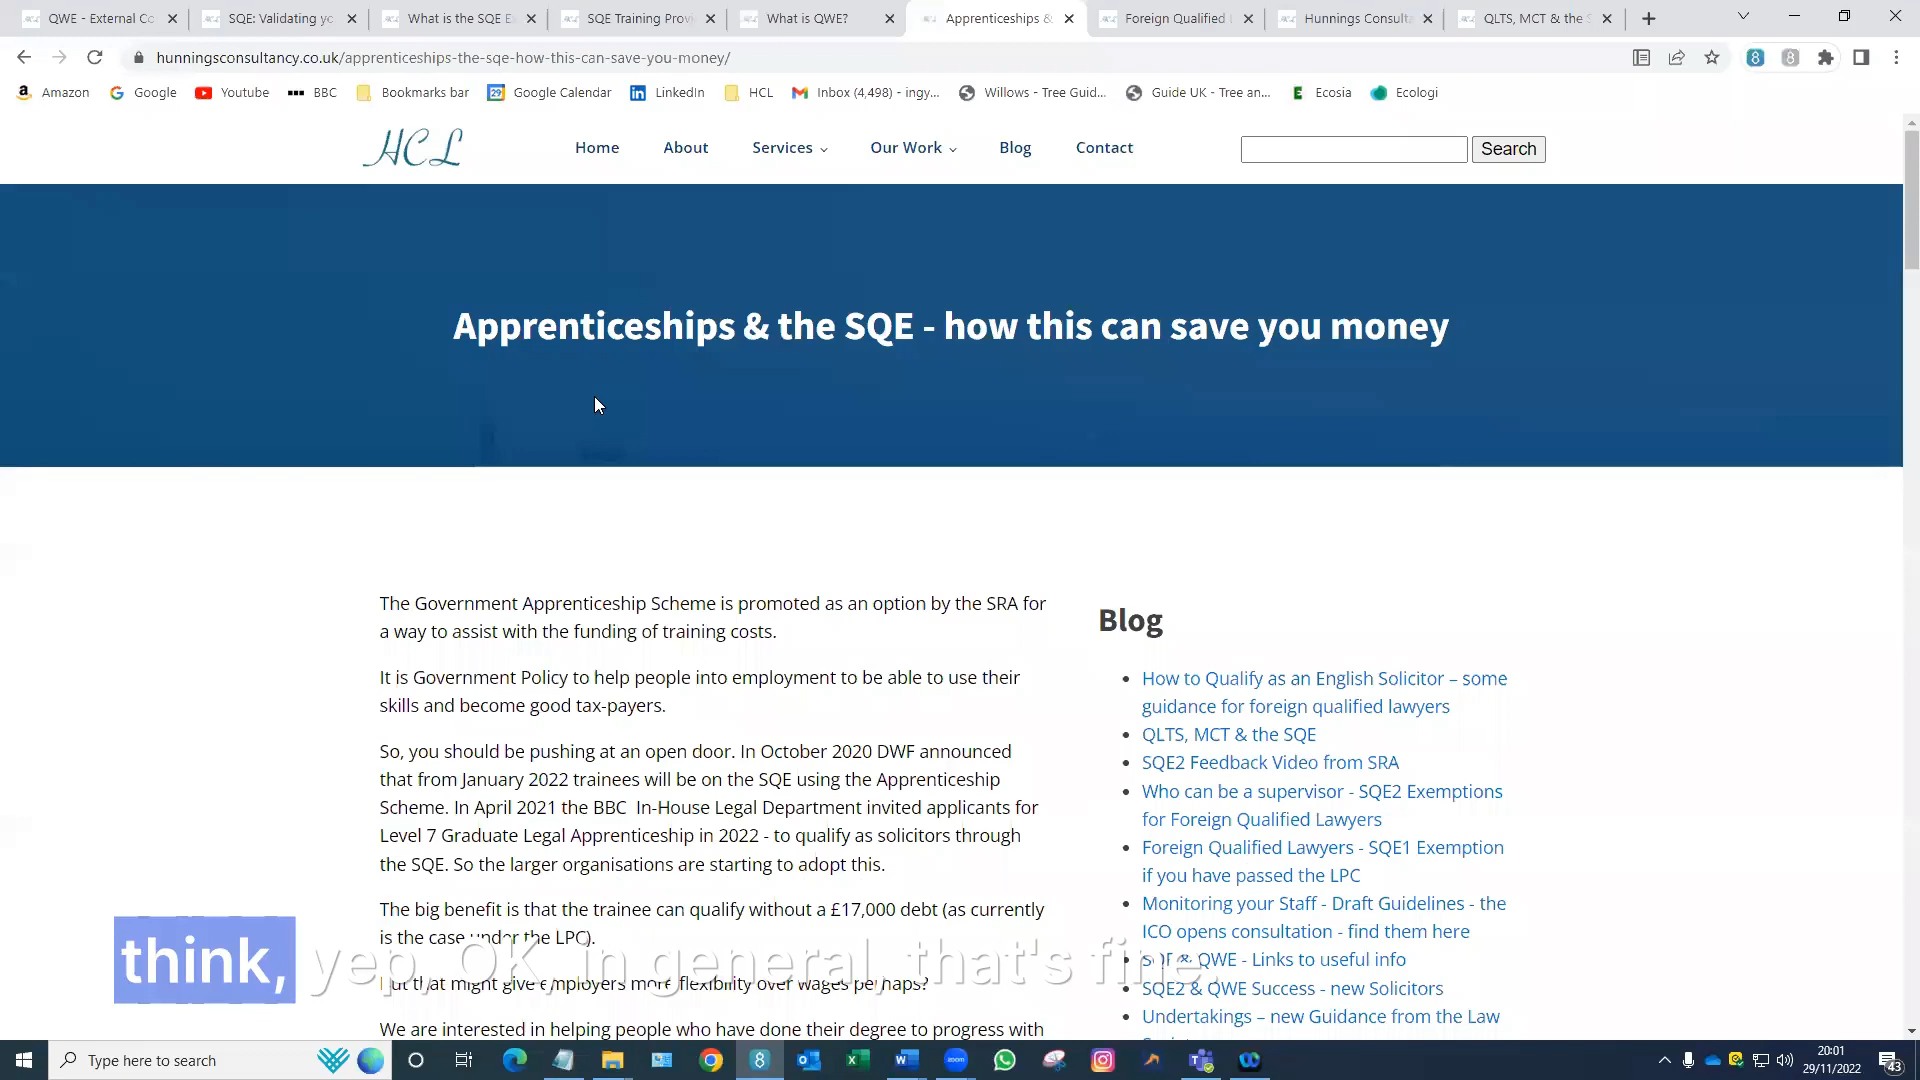 QWE - External Co
SQE: Validating yo
What is the SQE E
SQE Training Provi
What is QWE?
Apprenticeships &
Foreign Qualified
Hunnings Consulta
QLTS, MCT & the S
hunningsconsultancy.co.uk/apprenticeships-the-sqe-how-this-can-save-you-money/
Amazon
Google
Youtube
BBC
Bookmarks bar
Google Calendar
LinkedIn
HCL
Inbox (4,498) - ingy...
Willows - Tree Guid...
Guide UK - Tree an...
Ecosia
Ecologi
HCL
Home
About
Services
Our Work
Blog
Contact
Search
Apprenticeships & the SQE - how this can save you money
The Government Apprenticeship Scheme is promoted as an option by the SRA for
a way to assist with the funding of training costs.
It is Government Policy to help people into employment to be able to use their
skills and become good tax-payers.
So, you should be pushing at an open door. In October 2020 DWF announced
that from January 2022 trainees will be on the SQE using the Apprenticeship
Scheme. In April 2021 the BBC In-House Legal Department invited applicants for
Level 7 Graduate Legal Apprenticeship in 2022 - to qualify as solicitors through
the SQE. So the larger organisations are starting to adopt this.
The big benefit is that the trainee can qualify without a £17,000 debt (as currently
is the case under the LPC).
But that might give employers more flexibility over wages perhaps?
We are interested in helping people who have done their degree to progress with
Blog
How to Qualify as an English Solicitor – some
guidance for foreign qualified lawyers
QLTS, MCT & the SQE
SQE2 Feedback Video from SRA
Who can be a supervisor - SQE2 Exemptions
for Foreign Qualified Lawyers
Foreign Qualified Lawyers - SQE1 Exemption
if you have passed the LPC
Monitoring your Staff - Draft Guidelines - the
ICO opens consultation - find them here
SQE & QWE - Links to useful info
SQE2 & QWE Success - new Solicitors
Undertakings – new Guidance from the Law
think, yep, OK, in general, that's fine.
Type here to search
20:01
29/11/2022
43